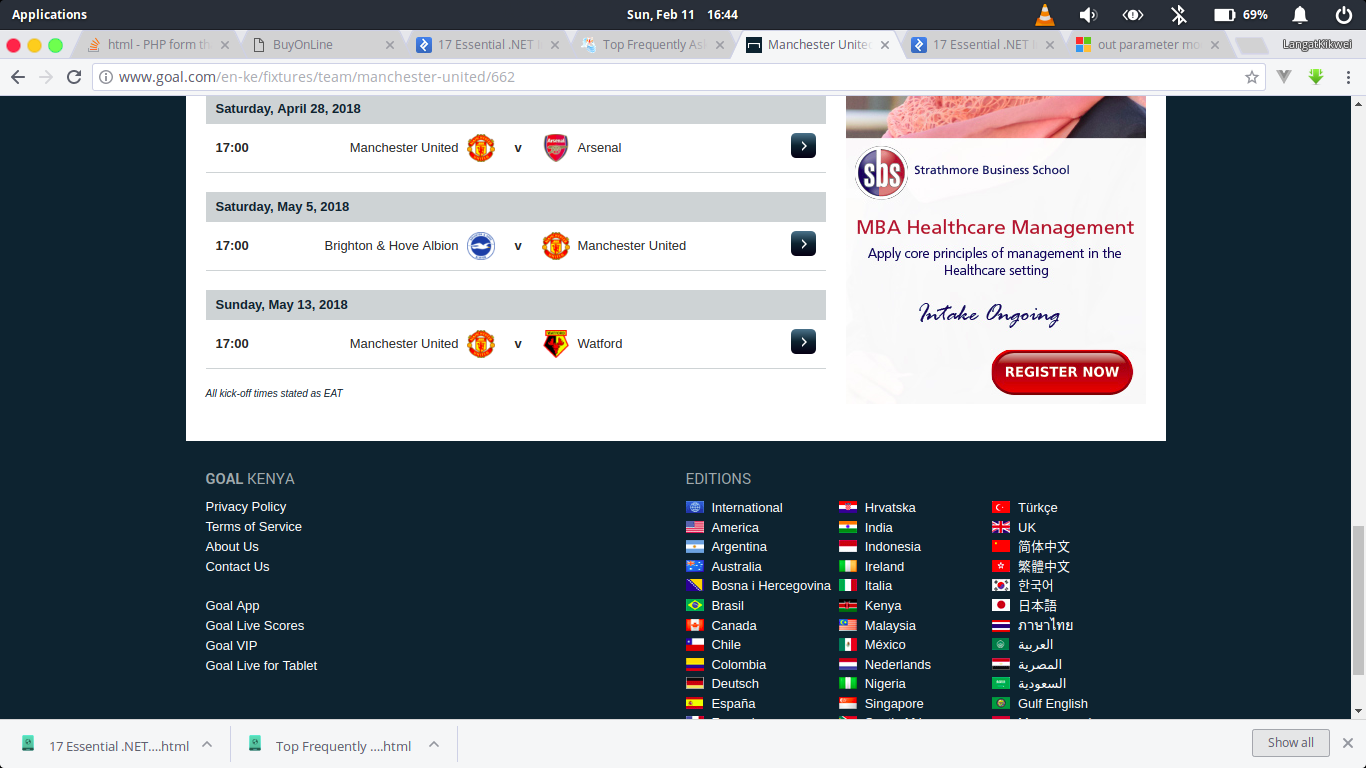 Applications
Sun, Feb 11 16:44
69%
html - PHP form th
BuyOnLine
17 Essential .NET I
Top Frequently As
Manchester Unite
17 Essential .NET I
out parameter mo
LangatKikwei
www.goal.com/en-ke/fixtures/team/manchester-united/662
Saturday, April 28, 2018
17:00 Manchester United v Arsenal
Saturday, May 5, 2018
17:00 Brighton & Hove Albion v Manchester United
Sunday, May 13, 2018
17:00 Manchester United v Watford
All kick-off times stated as EAT
sbs Strathmore Business School
MBA Healthcare Management
Apply core principles of management in the
Healthcare setting
Intake Ongoing
REGISTER NOW
GOAL KENYA
Privacy Policy
Terms of Service
About Us
Contact Us
Goal App
Goal Live Scores
Goal VIP
Goal Live for Tablet
EDITIONS
International
America
Argentina
Australia
Bosna i Hercegovina
Brasil
Canada
Chile
Colombia
Deutsch
España
Hrvatska
India
Indonesia
Ireland
Italia
Kenya
Malaysia
México
Nederlands
Nigeria
Singapore
Türkçe
UK
简体中文
繁體中文
한국어
日本語
ภาษาไทย
العربية
المصرية
السعودية
Gulf English
17 Essential .NET....html
Top Frequently ....html
Show all